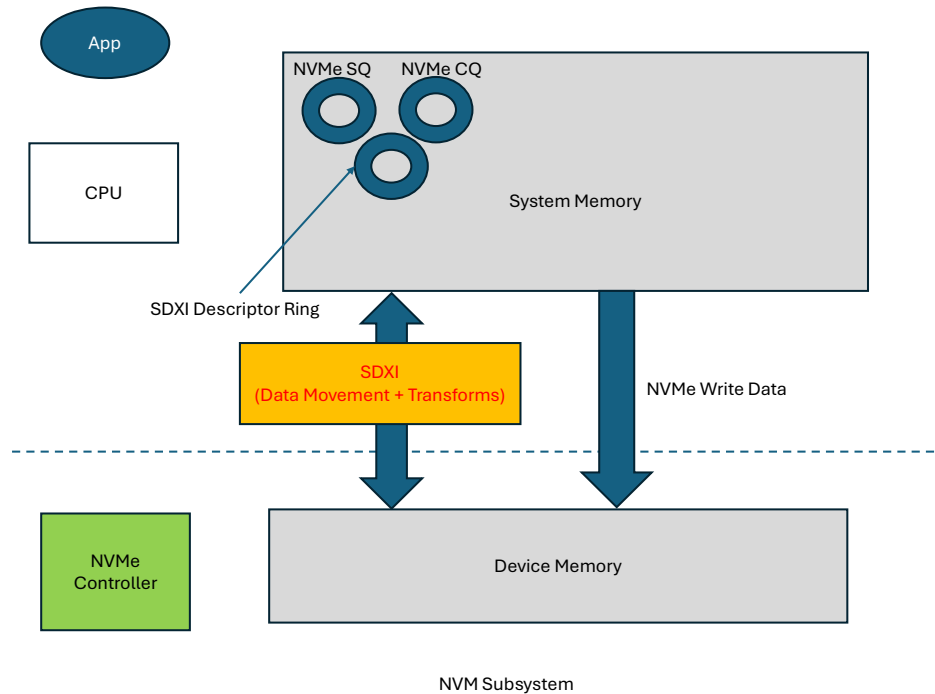 App
NVMe SQ
NVMe CQ
CPU
System Memory
SDXI Descriptor Ring
SDXI
(Data Movement + Transforms)
NVMe Write Data
NVMe
Controller
Device Memory
NVM Subsystem